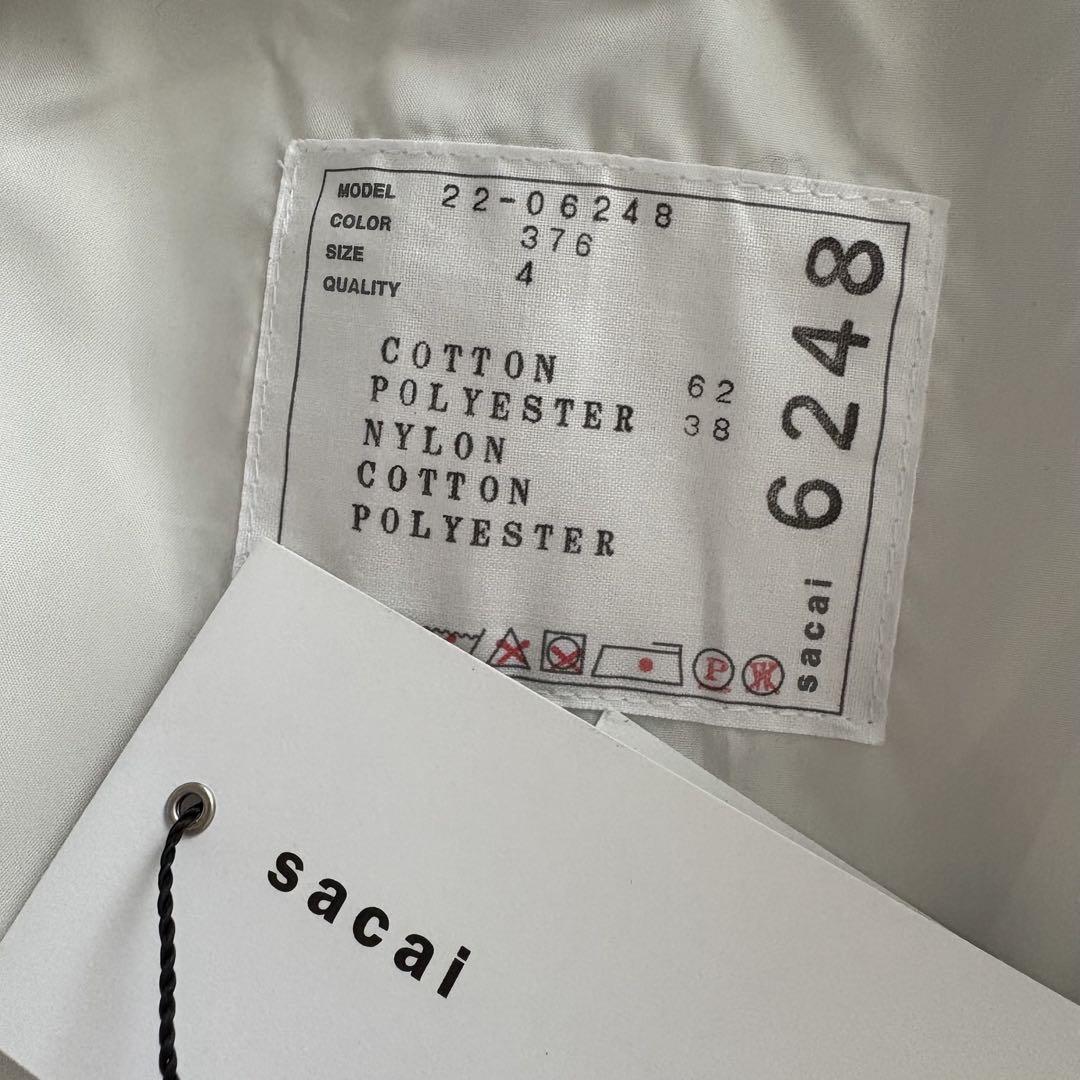 MODEL 22-06248
COLOR 376
SIZE 4
QUALITY
COTTON 62
POLYESTER 38
NYLON
COTTON
POLYESTER
P
W
sacai 6248
sacai